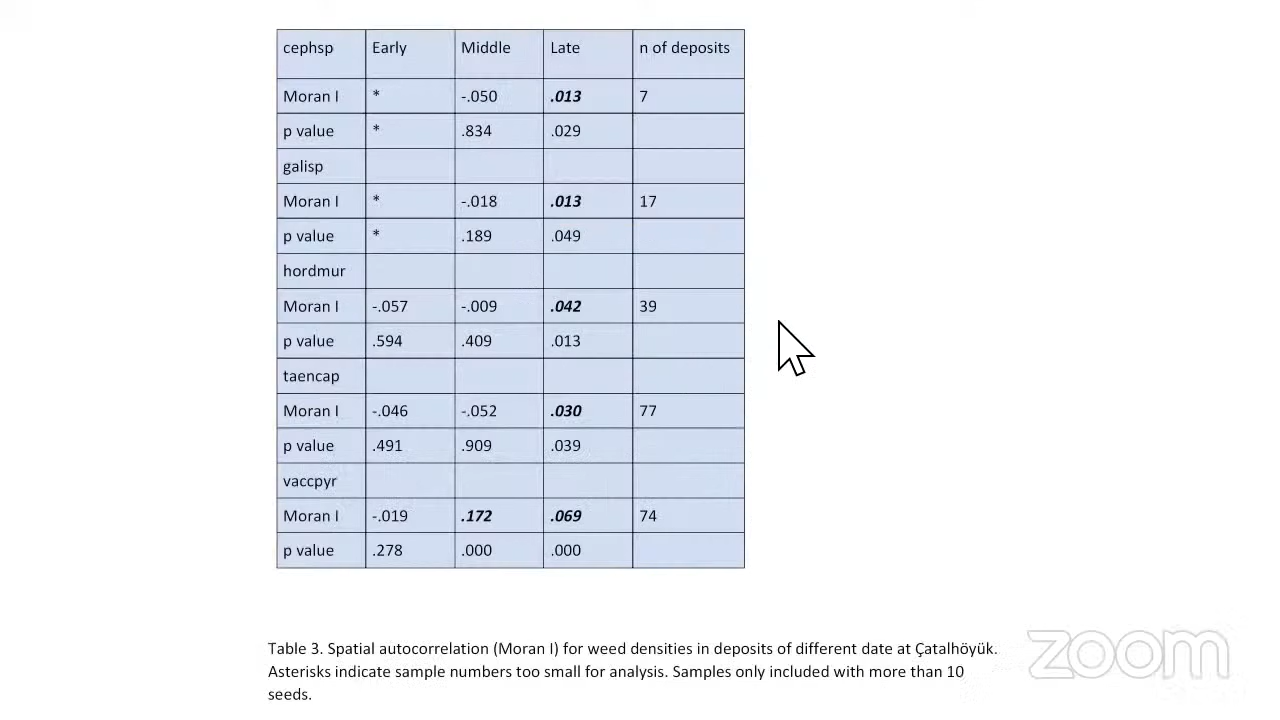 cephsp Early Middle Late n of deposits
Moran I * -.050 .013 7
p value * .834 .029
galisp
Moran I * -.018 .013 17
p value * .189 .049
hordmur
Moran I -.057 -.009 .042 39
p value .594 .409 .013
taencap
Moran I -.046 -.052 .030 77
p value .491 .909 .039
vaccpyr
Moran I -.019 .172 .069 74
p value .278 .000 .000
Table 3. Spatial autocorrelation (Moran I) for weed densities in deposits of different date at Çatalhöyük.
Asterisks indicate sample numbers too small for analysis. Samples only included with more than 10
seeds.
zoom